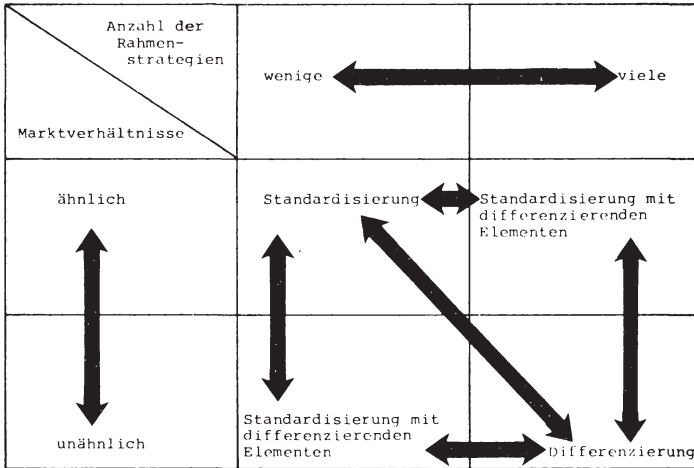 Anzahl der
Rahmen-
strategien
wenige
viele
Marktverhältnisse
ähnlich
Standardisierung
Standardisierung mit
differenzierenden
Elementen
unähnlich
Standardisierung mit
differenzierenden
Elementen
Differenzierung